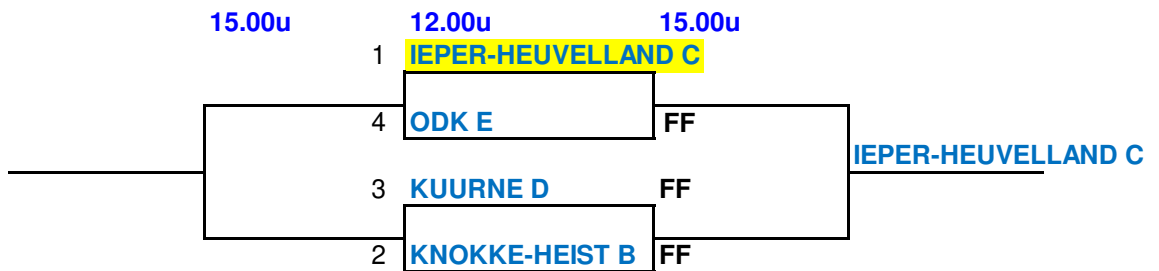 15.00u 12.00u 15.00u
1 IEPER-HEUVELLAND C
4 ODK E FF
IEPER-HEUVELLAND C
3 KUURNE D FF
2 KNOKKE-HEIST B FF